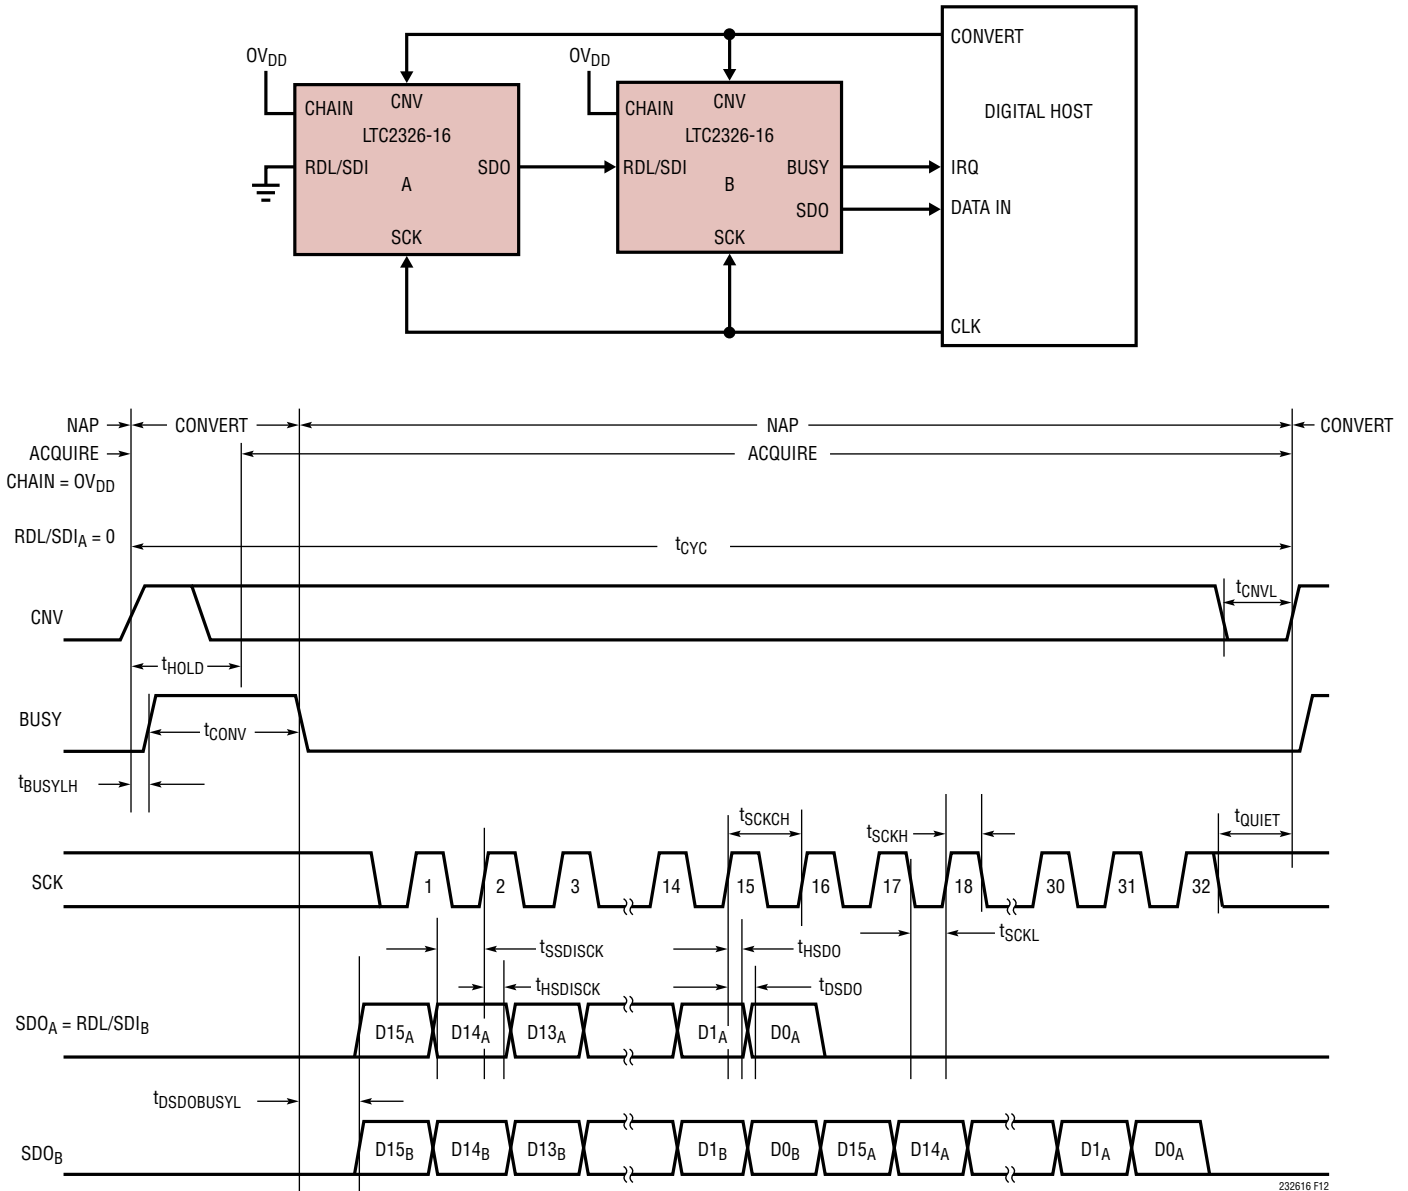 CONVERT
OVDD
OVDD
CHAIN
CNV
CHAIN
CNV
DIGITAL HOST
LTC2326-16
LTC2326-16
RDL/SDI
SDO
RDL/SDI
BUSY
IRQ
A
B
SDO
DATA IN
SCK
SCK
CLK
NAP
CONVERT
NAP
CONVERT
ACQUIRE
ACQUIRE
CHAIN = OVDD
RDL/SDIA = 0
tCYC
tCNVL
CNV
tHOLD
BUSY
tCONV
tBUSYLH
tSCKCH
tSCKH
tQUIET
SCK
1
2
3
14
15
16
17
18
30
31
32
tSSDISCK
tHSDO
tSCKL
tHSDISCK
tDSDO
SDOA = RDL/SDIB
D15A
D14A
D13A
D1A
D0A
tDSDOBUSYL
SDOB
D15B
D14B
D13B
D1B
D0B
D15A
D14A
D1A
D0A
232616 F12